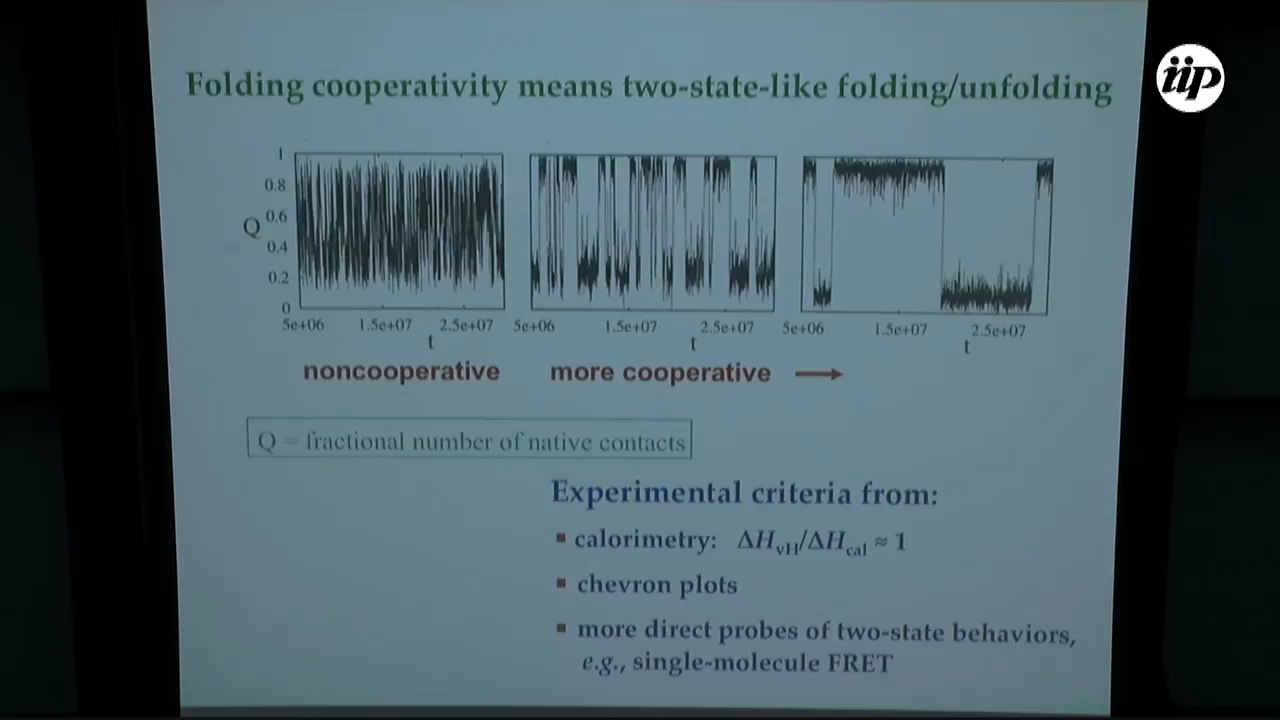 iip
Folding cooperativity means two-state-like folding/unfolding
1
0.8
0.6
0.4
0.2
0
Q
5e+06 1.5e+07 2.5e+07
t
5e+06 1.5e+07 2.5e+07
t
5e+06 1.5e+07 2.5e+07
t
noncooperative
more cooperative →
Q = fractional number of native contacts
Experimental criteria from:
▪ calorimetry: ΔHvH/ΔHcal ≈ 1
▪ chevron plots
▪ more direct probes of two-state behaviors,
e.g., single-molecule FRET